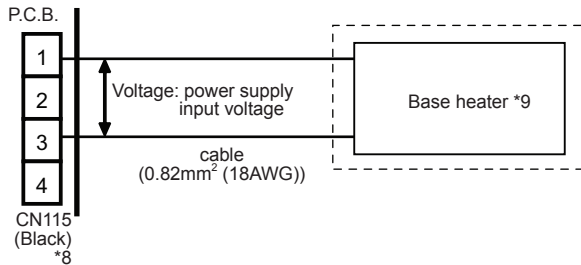 P.C.B.
1
2
3
4
CN115
(Black)
*8
Voltage: power supply
input voltage
cable
(0.82mm² (18AWG))
Base heater *9